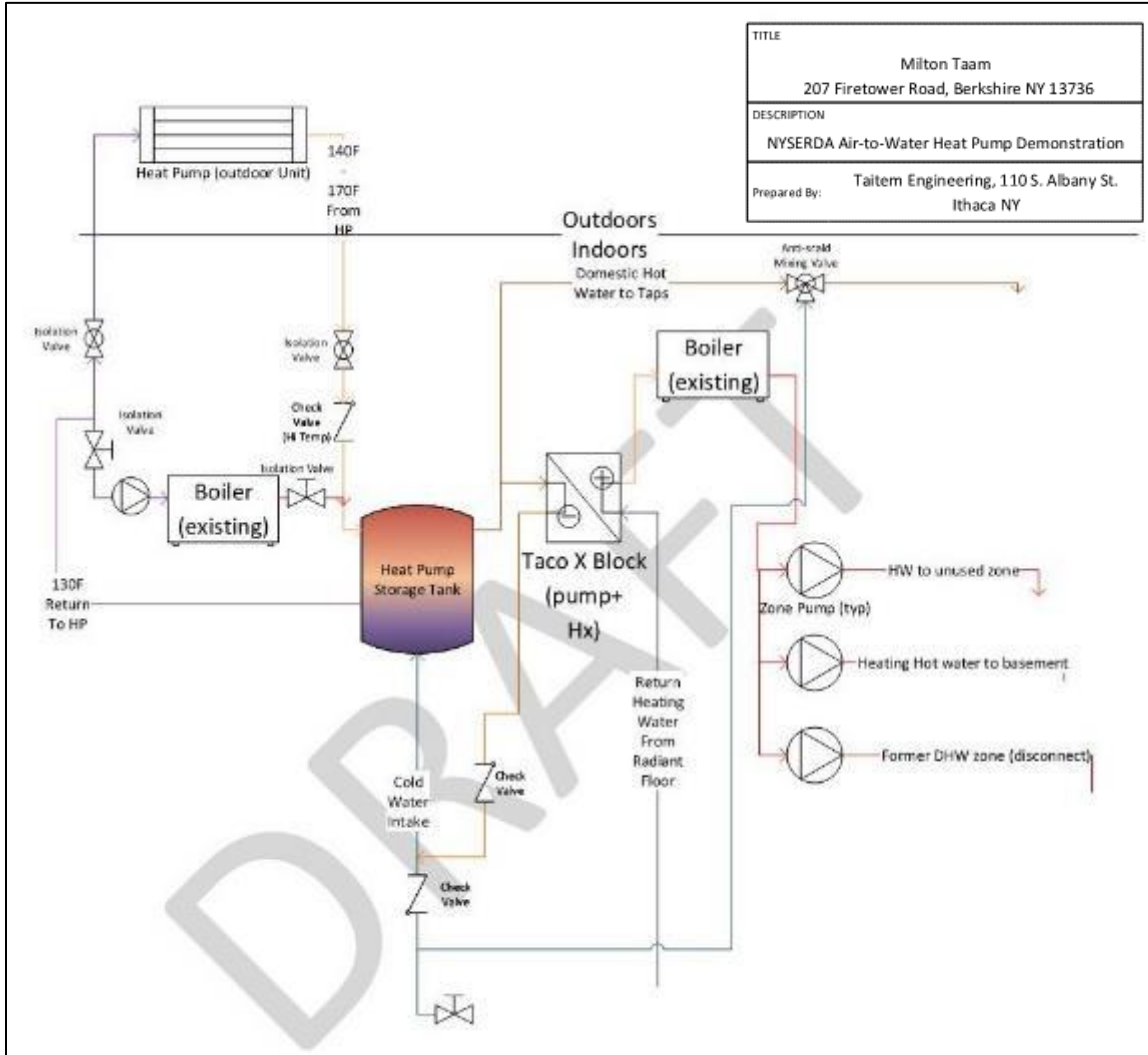 TITLE
Milton Taam
207 Firetower Road, Berkshire NY 13736
DESCRIPTION
NYSERDA Air-to-Water Heat Pump Demonstration
Prepared By:
Taitem Engineering, 110 S. Albany St.
Ithaca NY
Heat Pump (outdoor Unit)
140F
-
170F
From
HP
Outdoors
Indoors
Domestic Hot
Water to Taps
Anti-scald
Mixing Valve
Isolation
Valve
Isolation
Valve
Boiler
(existing)
Check
Valve
(Hi Temp)
Isolation
Valve
Isolation Valve
Boiler
(existing)
Heat Pump
Storage Tank
Taco X Block
(pump+
Hx)
130F
Return
To HP
HW to unused zone
Zone Pump (typ)
Heating Hot water to basement
Return
Heating
Water
From
Radiant
Floor
Former DHW zone (disconnect)
Cold
Water
Intake
Check
Valve
Check
Valve
DRAFT